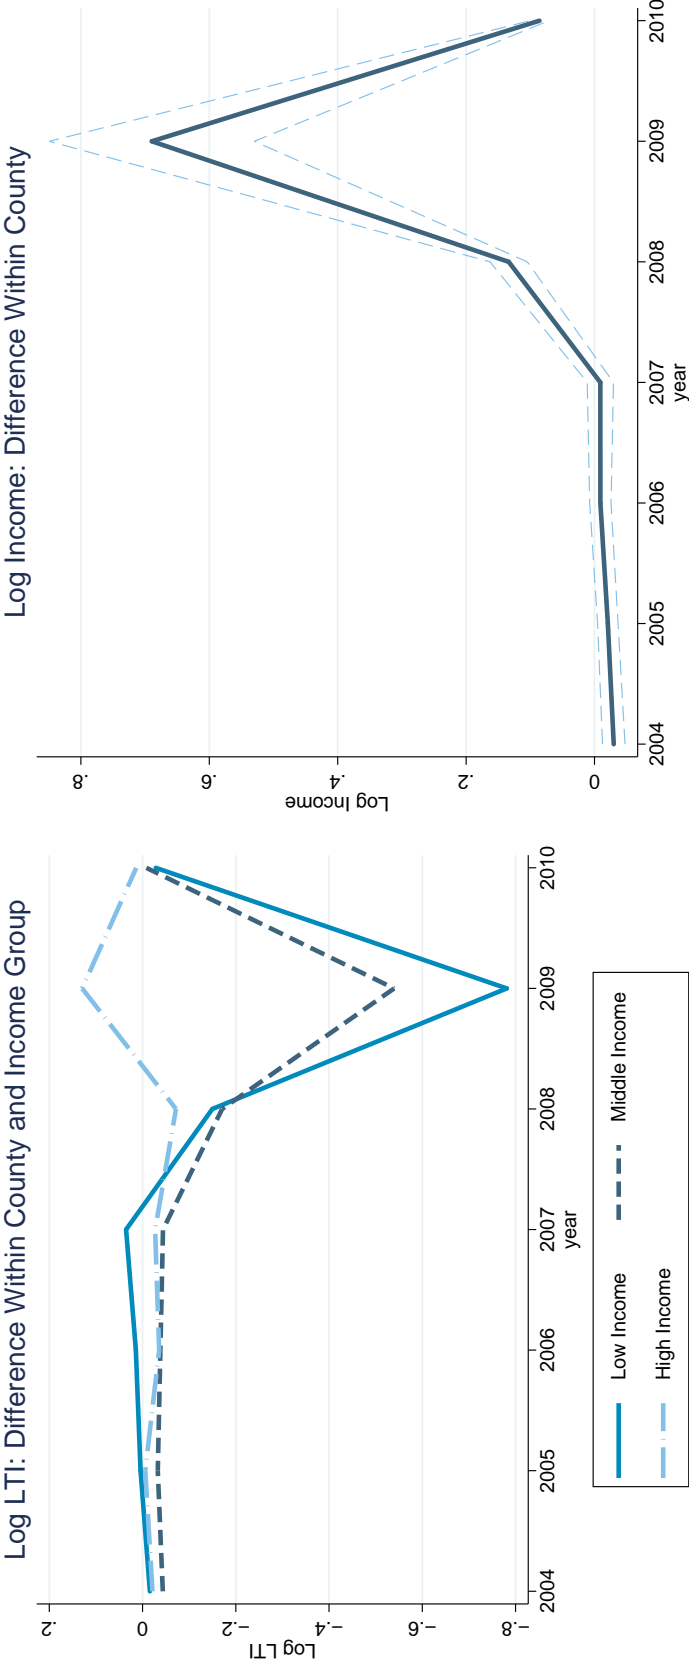 Log LTI: Difference Within County and Income Group
.2
0
-.2
-.4
-.6
-.8
Log LTI
2004 2005 2006 2007 2008 2009 2010
year
Low Income Middle Income
High Income
Log Income: Difference Within County
.8
.6
.4
.2
0
Log Income
2004 2005 2006 2007 2008 2009 2010
year